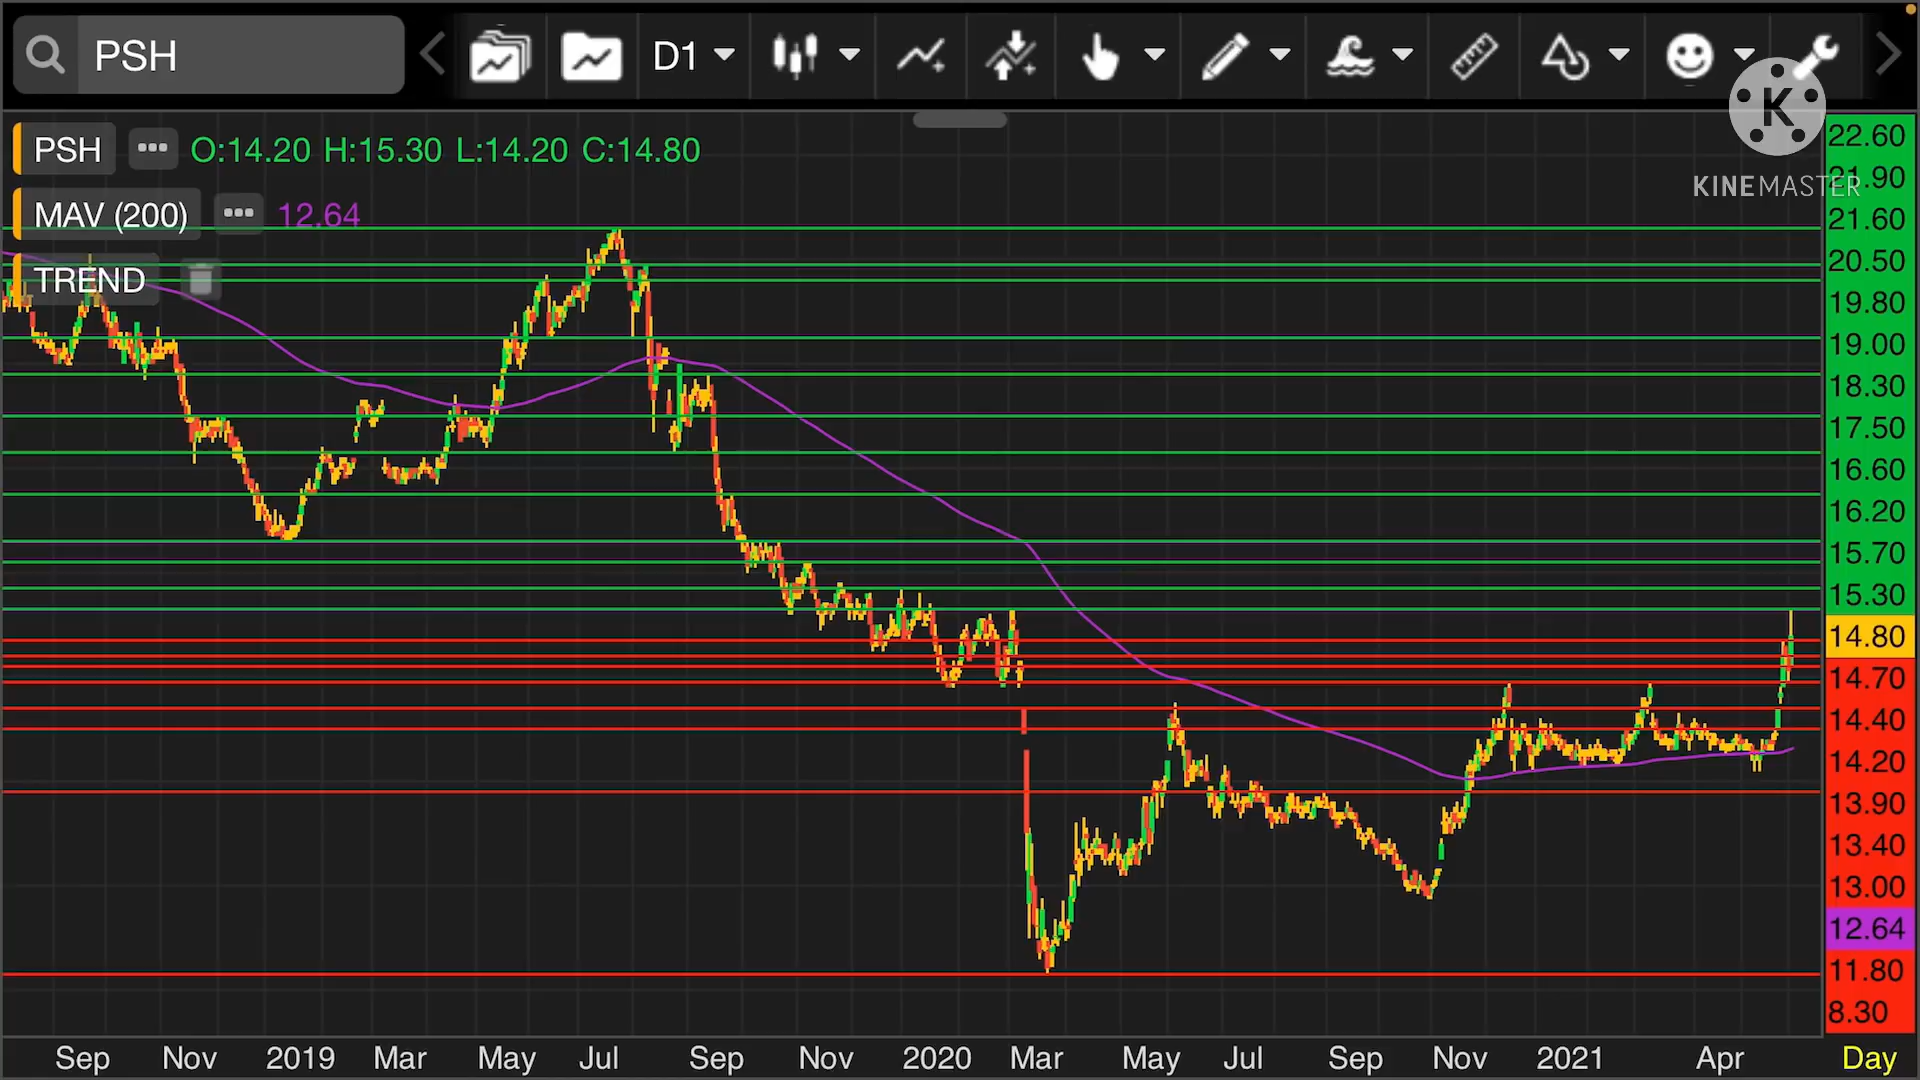 PSH
D1
PSH ••• O:14.20 H:15.30 L:14.20 C:14.80
MAV (200) ••• 12.64
TREND
K
KINEMASTER
22.60
21.90
21.60
20.50
19.80
19.00
18.30
17.50
16.60
16.20
15.70
15.30
14.80
14.70
14.40
14.20
13.90
13.40
13.00
12.64
11.80
8.30
Sep Nov 2019 Mar May Jul Sep Nov 2020 Mar May Jul Sep Nov 2021 Apr Day